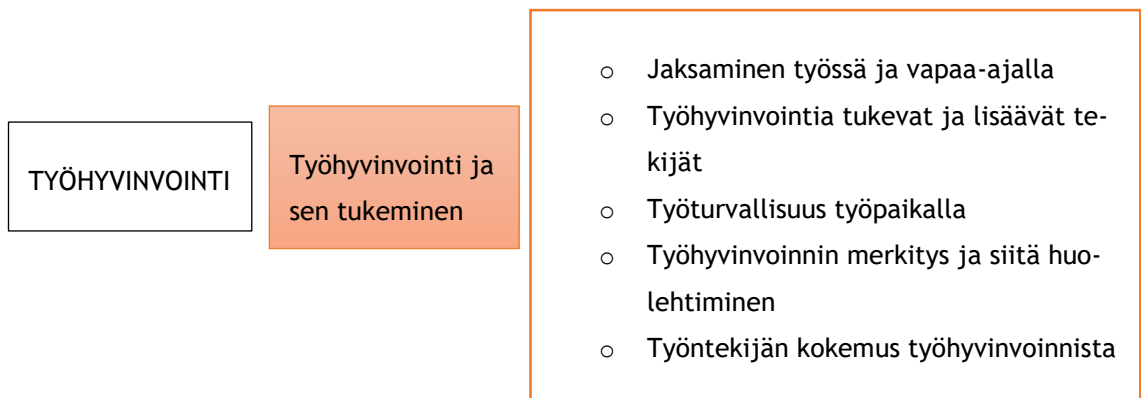 TYÖHYVINVOINTI
Työhyvinvointi ja
sen tukeminen
o Jaksaminen työssä ja vapaa-ajalla
o Työhyvinvointia tukevat ja lisäävät te-
kijät
o Työturvallisuus työpaikalla
o Työhyvinvoinnin merkitys ja siitä huo-
lehtiminen
o Työntekijän kokemus työhyvinvoinnista